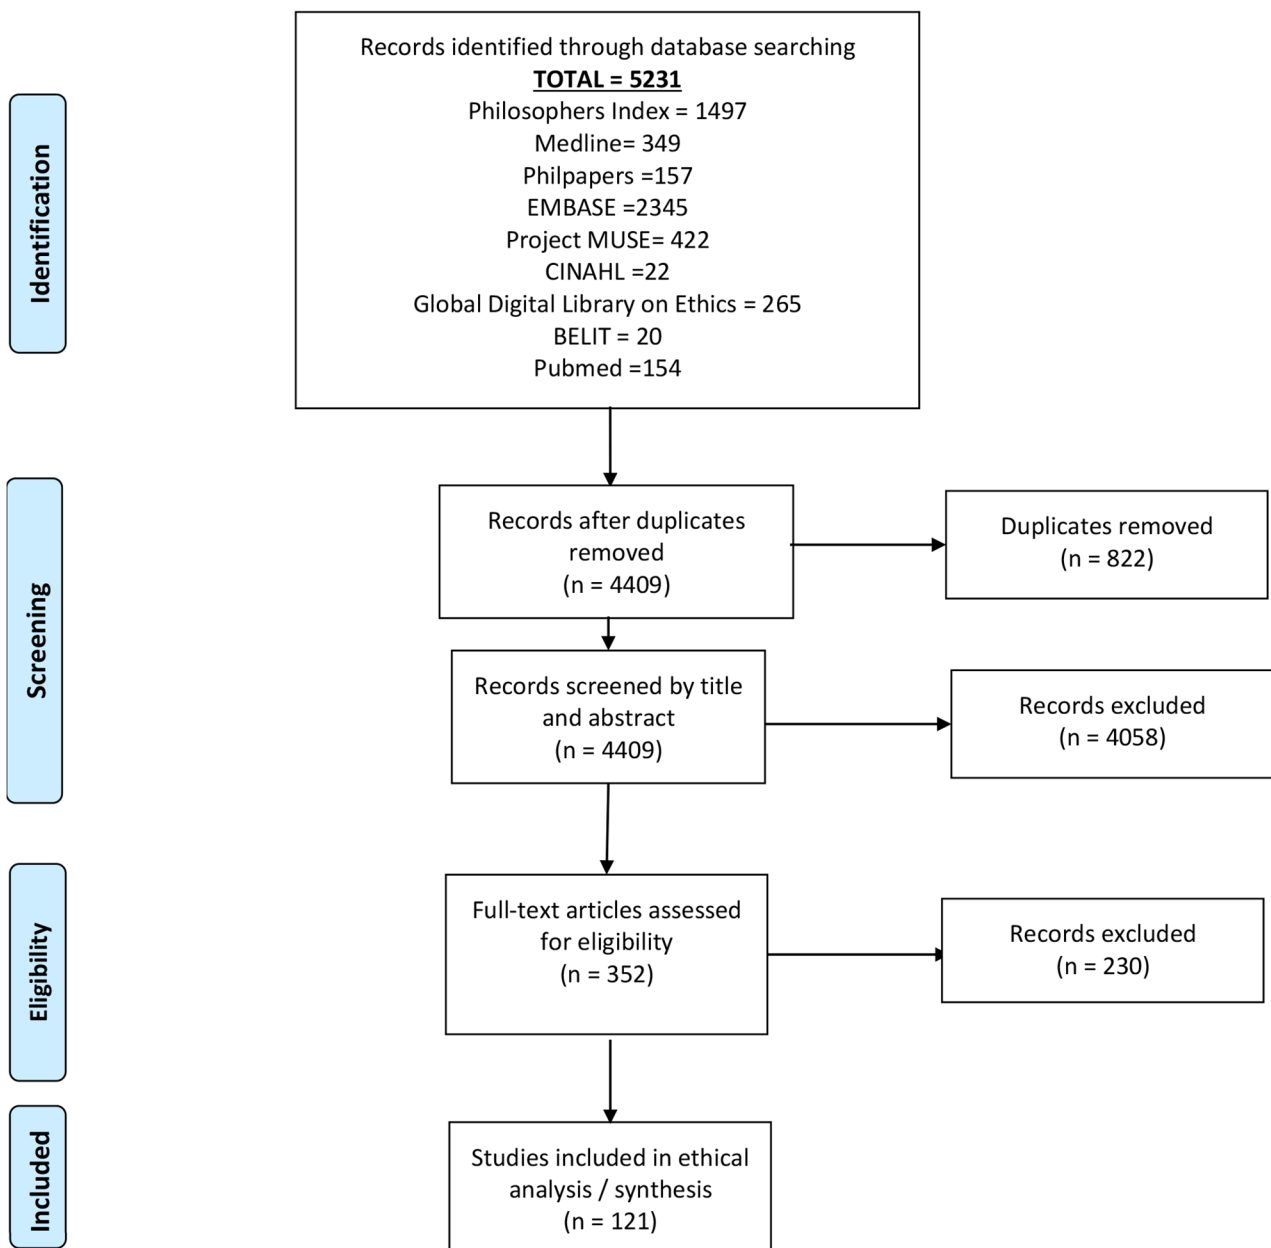 Identification
Records identified through database searching
TOTAL = 5231
Philosophers Index = 1497
Medline= 349
Philpapers =157
EMBASE =2345
Project MUSE= 422
CINAHL =22
Global Digital Library on Ethics = 265
BELIT = 20
Pubmed =154
Screening
Records after duplicates
removed
(n = 4409)
Duplicates removed
(n = 822)
Records screened by title
and abstract
(n = 4409)
Records excluded
(n = 4058)
Eligibility
Full-text articles assessed
for eligibility
(n = 352)
Records excluded
(n = 230)
Included
Studies included in ethical
analysis / synthesis
(n = 121)